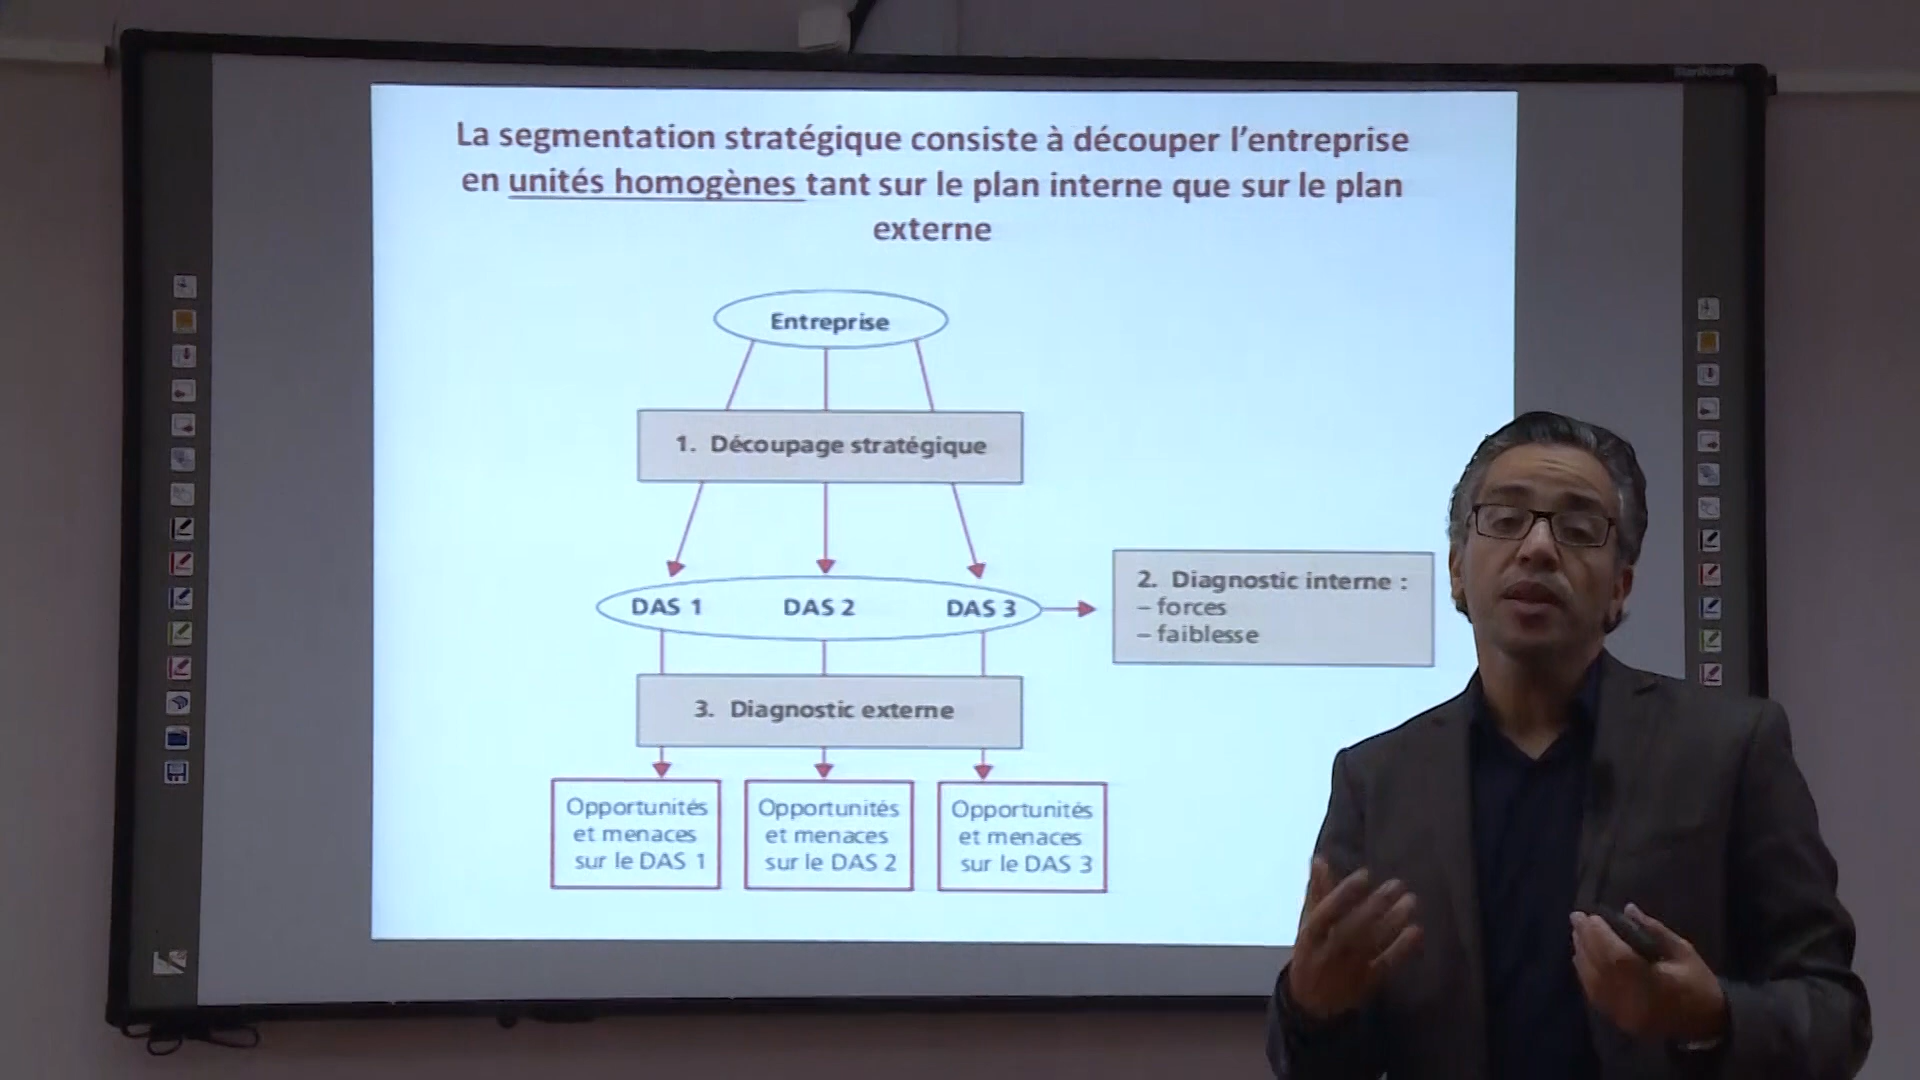 StarBoard
La segmentation stratégique consiste à découper l'entreprise
en unités homogènes tant sur le plan interne que sur le plan
externe
Entreprise
1. Découpage stratégique
DAS 1 DAS 2 DAS 3
2. Diagnostic interne :
– forces
– faiblesse
3. Diagnostic externe
Opportunités
et menaces
sur le DAS 1
Opportunités
et menaces
sur le DAS 2
Opportunités
et menaces
sur le DAS 3